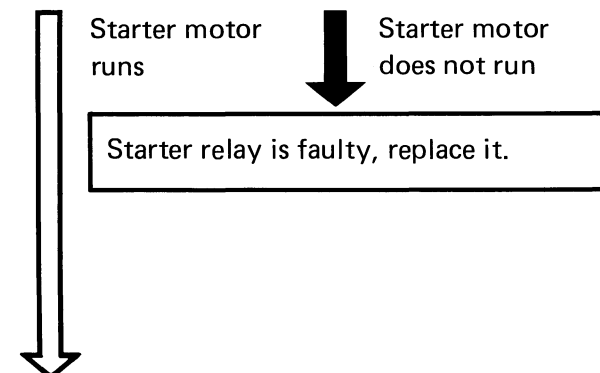 Starter motor
runs
Starter motor
does not run
Starter relay is faulty, replace it.